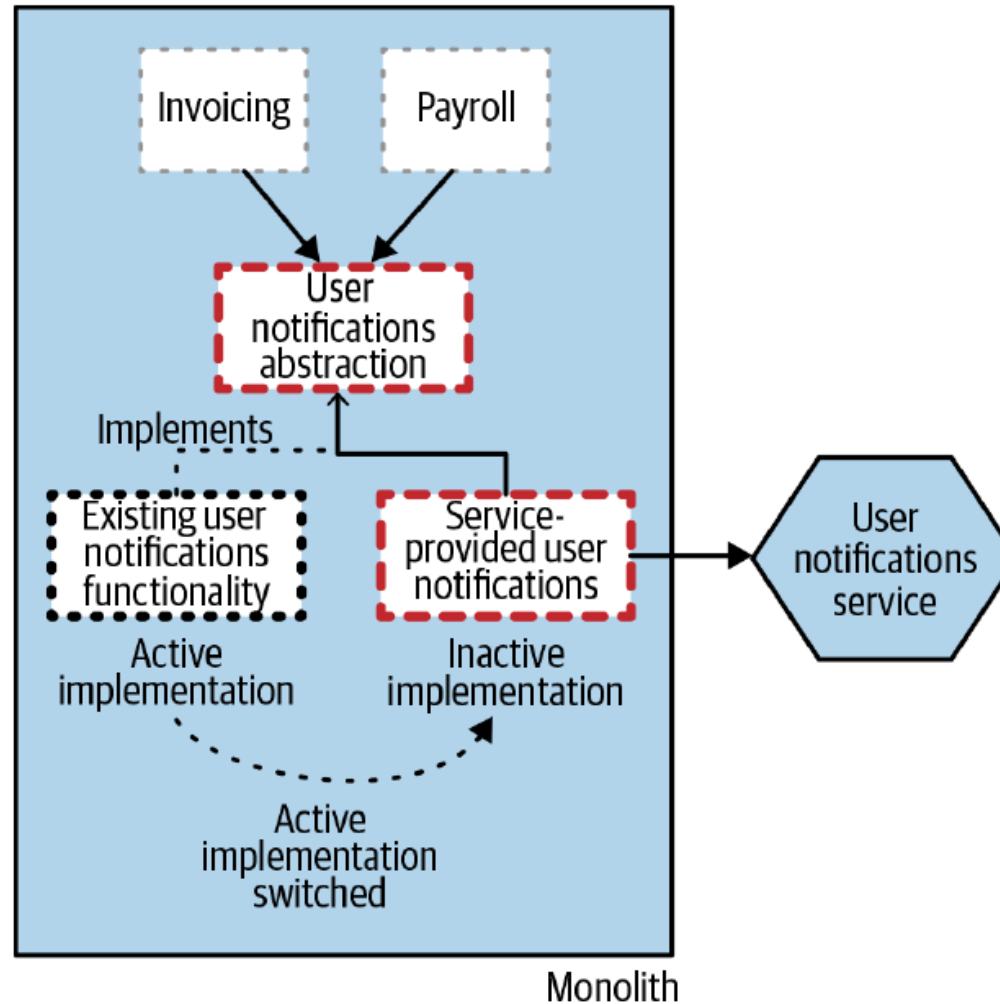 Invoicing
Payroll
User
notifications
abstraction
Implements
Existing user
notifications
functionality
Service-
provided user
notifications
User
notifications
service
Active
implementation
Inactive
implementation
Active
implementation
switched
Monolith